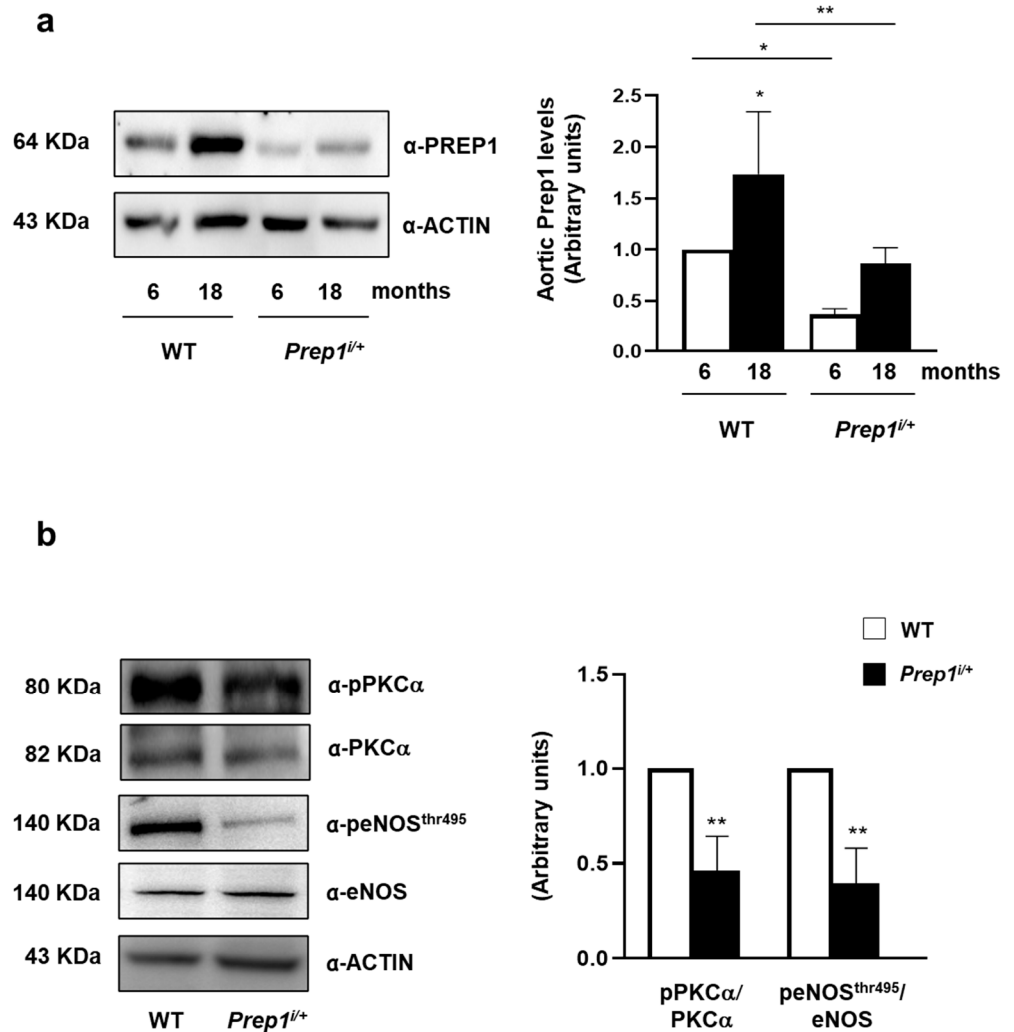 a
64 KDa
α-PREP1
43 KDa
α-ACTIN
6 18 6 18 months
WT Prep1i/+
**
*
*
Aortic Prep1 levels
(Arbitrary units)
2.5
2.0
1.5
1.0
0.5
0.0
6 18 6 18 months
WT Prep1i/+
b
80 KDa
α-pPKCα
82 KDa
α-PKCα
140 KDa
α-peNOSthr495
140 KDa
α-eNOS
43 KDa
α-ACTIN
WT Prep1i/+
WT
Prep1i/+
(Arbitrary units)
1.5
1.0
0.5
0.0
** **
pPKCα/
PKCα
peNOSthr495/
eNOS